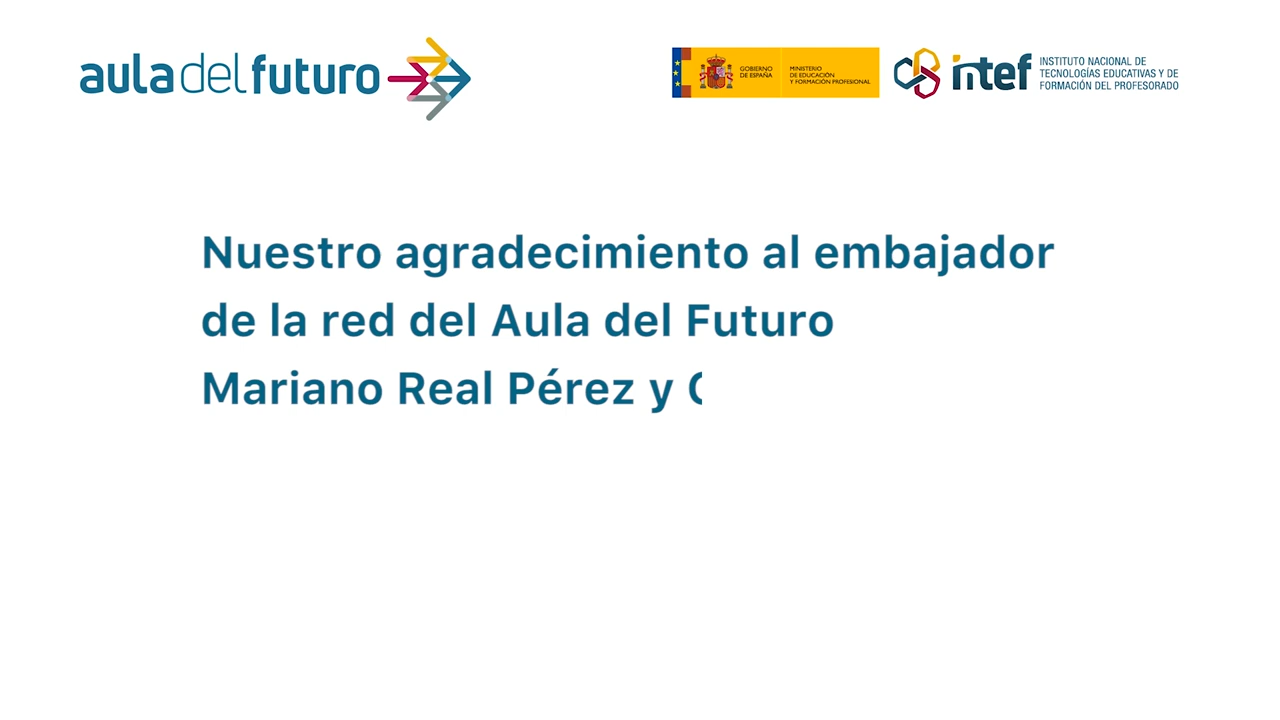 aula del futuro
GOBIERNO
DE ESPAÑA
MINISTERIO
DE EDUCACIÓN
Y FORMACIÓN PROFESIONAL
intef
INSTITUTO NACIONAL DE
TECNOLOGÍAS EDUCATIVAS Y DE
FORMACIÓN DEL PROFESORADO
Nuestro agradecimiento al embajador
de la red del Aula del Futuro
Mariano Real Pérez y